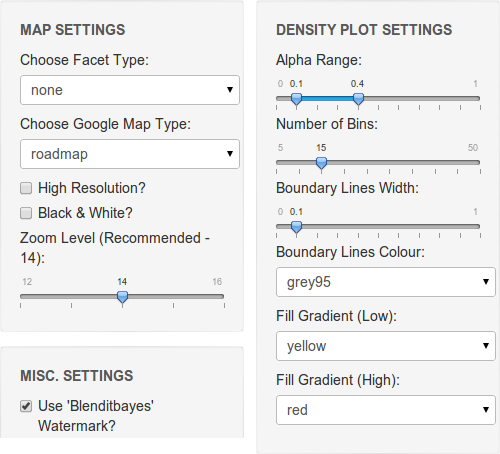 MAP SETTINGS
Choose Facet Type:
none
Choose Google Map Type:
roadmap
High Resolution?
Black & White?
Zoom Level (Recommended -
14):
12 14 16
MISC. SETTINGS
Use 'Blenditbayes'
Watermark?
DENSITY PLOT SETTINGS
Alpha Range:
0 0.1 0.4 1
Number of Bins:
5 15 50
Boundary Lines Width:
0 0.1 1
Boundary Lines Colour:
grey95
Fill Gradient (Low):
yellow
Fill Gradient (High):
red